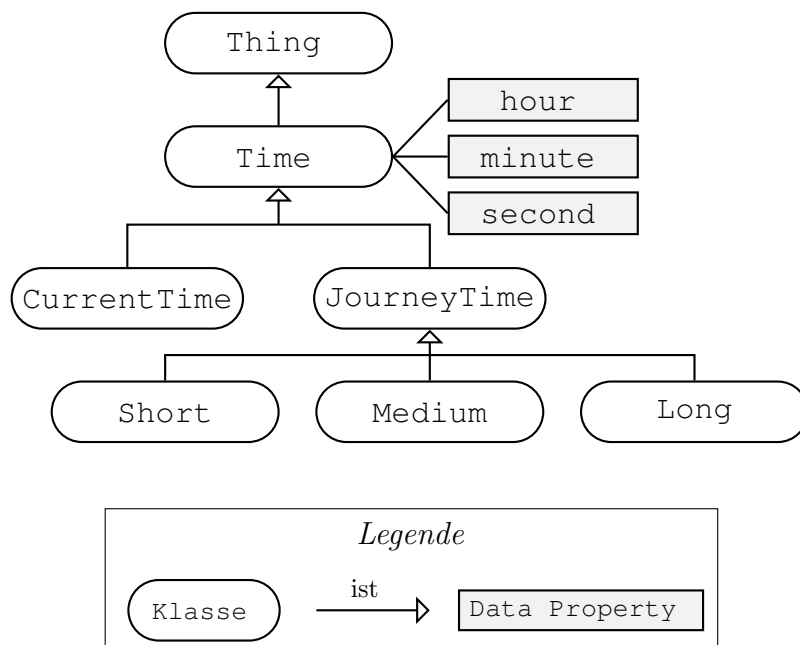 Thing
hour
Time
minute
second
CurrentTime
JourneyTime
Short
Medium
Long
Legende
Klasse
ist
Data Property